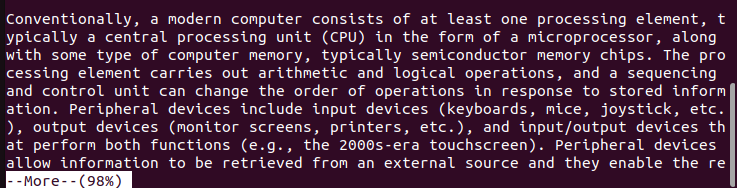 Conventionally, a modern computer consists of at least one processing element, t
ypically a central processing unit (CPU) in the form of a microprocessor, along
with some type of computer memory, typically semiconductor memory chips. The pro
cessing element carries out arithmetic and logical operations, and a sequencing
and control unit can change the order of operations in response to stored inform
ation. Peripheral devices include input devices (keyboards, mice, joystick, etc.
), output devices (monitor screens, printers, etc.), and input/output devices th
at perform both functions (e.g., the 2000s-era touchscreen). Peripheral devices
allow information to be retrieved from an external source and they enable the re
--More--(98%)